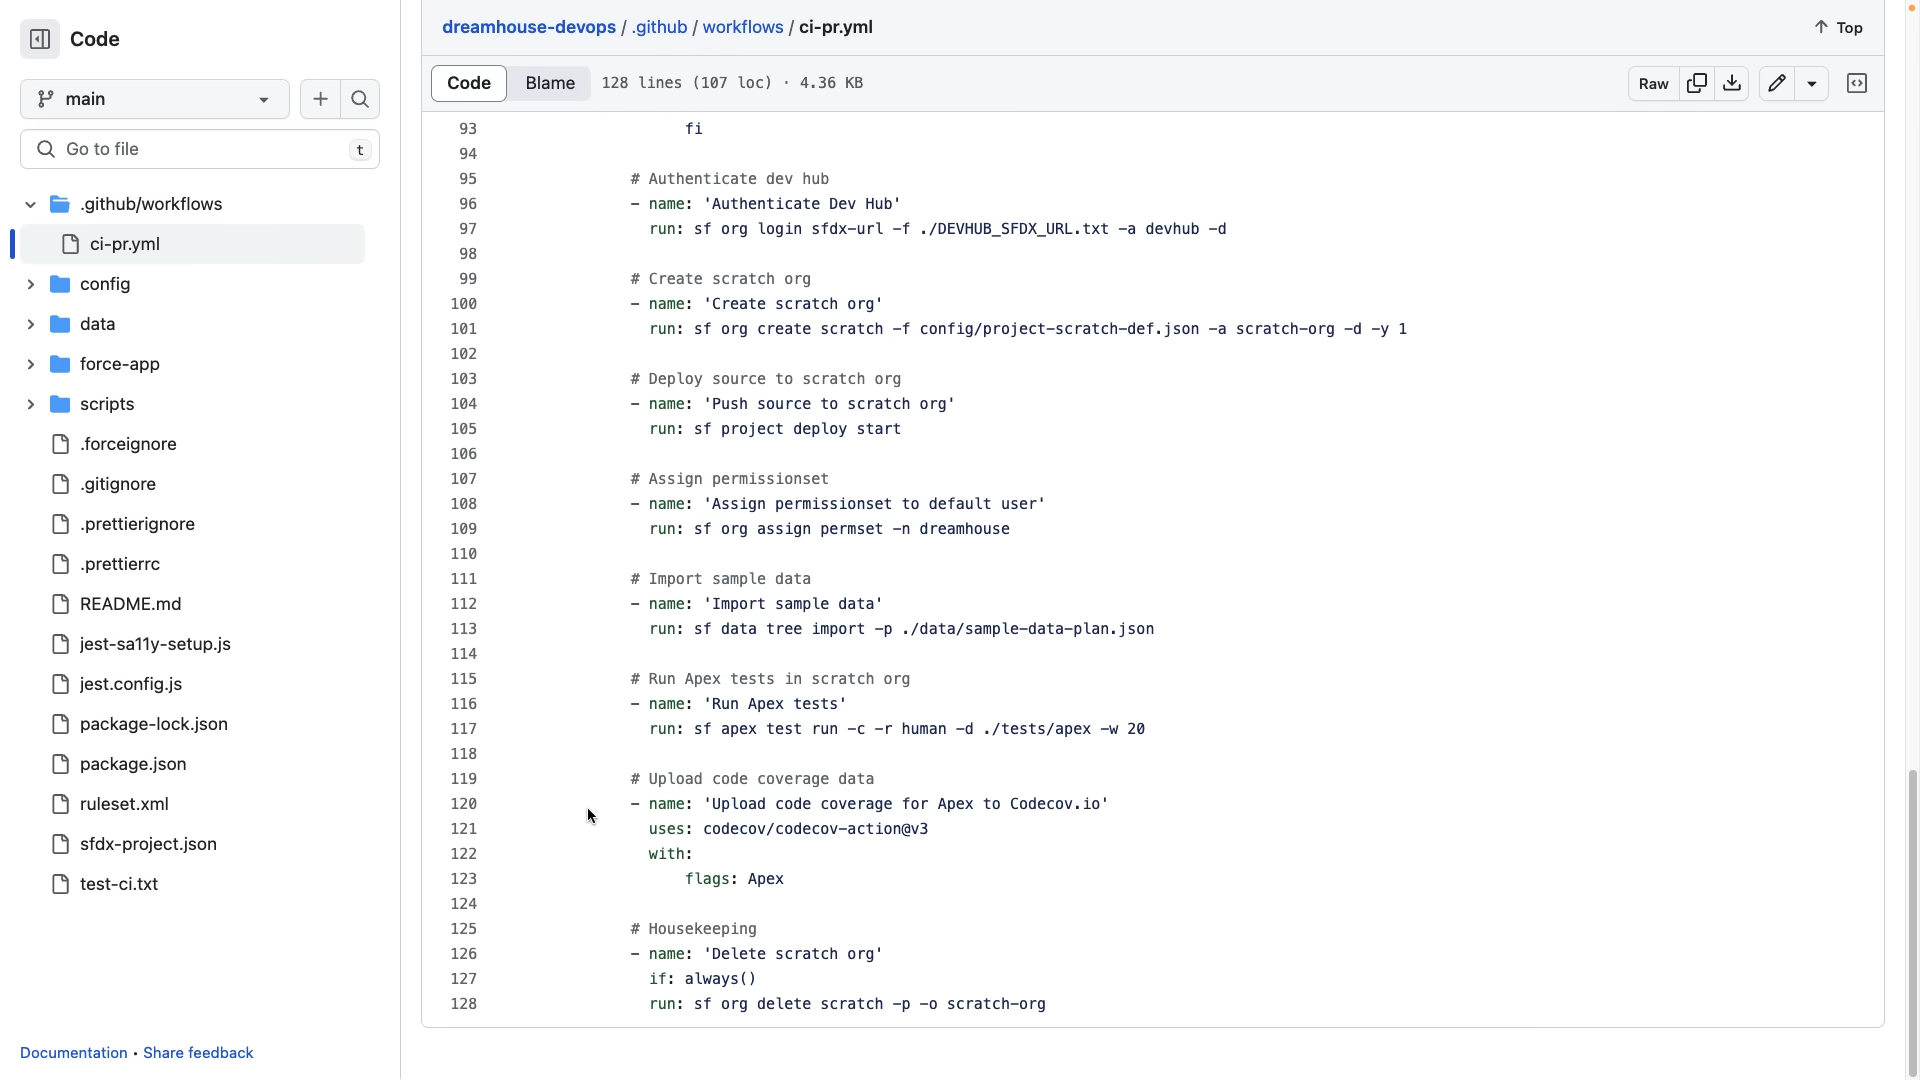 Code
main
Go to file
t
.github/workflows
ci-pr.yml
config
data
force-app
scripts
.forceignore
.gitignore
.prettierignore
.prettierrc
README.md
jest-sa11y-setup.js
jest.config.js
package-lock.json
package.json
ruleset.xml
sfdx-project.json
test-ci.txt
Documentation • Share feedback
dreamhouse-devops / .github / workflows / ci-pr.yml
Top
Code Blame 128 lines (107 loc) · 4.36 KB
Raw
93 fi
94
95 # Authenticate dev hub
96 - name: 'Authenticate Dev Hub'
97 run: sf org login sfdx-url -f ./DEVHUB_SFDX_URL.txt -a devhub -d
98
99 # Create scratch org
100 - name: 'Create scratch org'
101 run: sf org create scratch -f config/project-scratch-def.json -a scratch-org -d -y 1
102
103 # Deploy source to scratch org
104 - name: 'Push source to scratch org'
105 run: sf project deploy start
106
107 # Assign permissionset
108 - name: 'Assign permissionset to default user'
109 run: sf org assign permset -n dreamhouse
110
111 # Import sample data
112 - name: 'Import sample data'
113 run: sf data tree import -p ./data/sample-data-plan.json
114
115 # Run Apex tests in scratch org
116 - name: 'Run Apex tests'
117 run: sf apex test run -c -r human -d ./tests/apex -w 20
118
119 # Upload code coverage data
120 - name: 'Upload code coverage for Apex to Codecov.io'
121 uses: codecov/codecov-action@v3
122 with:
123 flags: Apex
124
125 # Housekeeping
126 - name: 'Delete scratch org'
127 if: always()
128 run: sf org delete scratch -p -o scratch-org